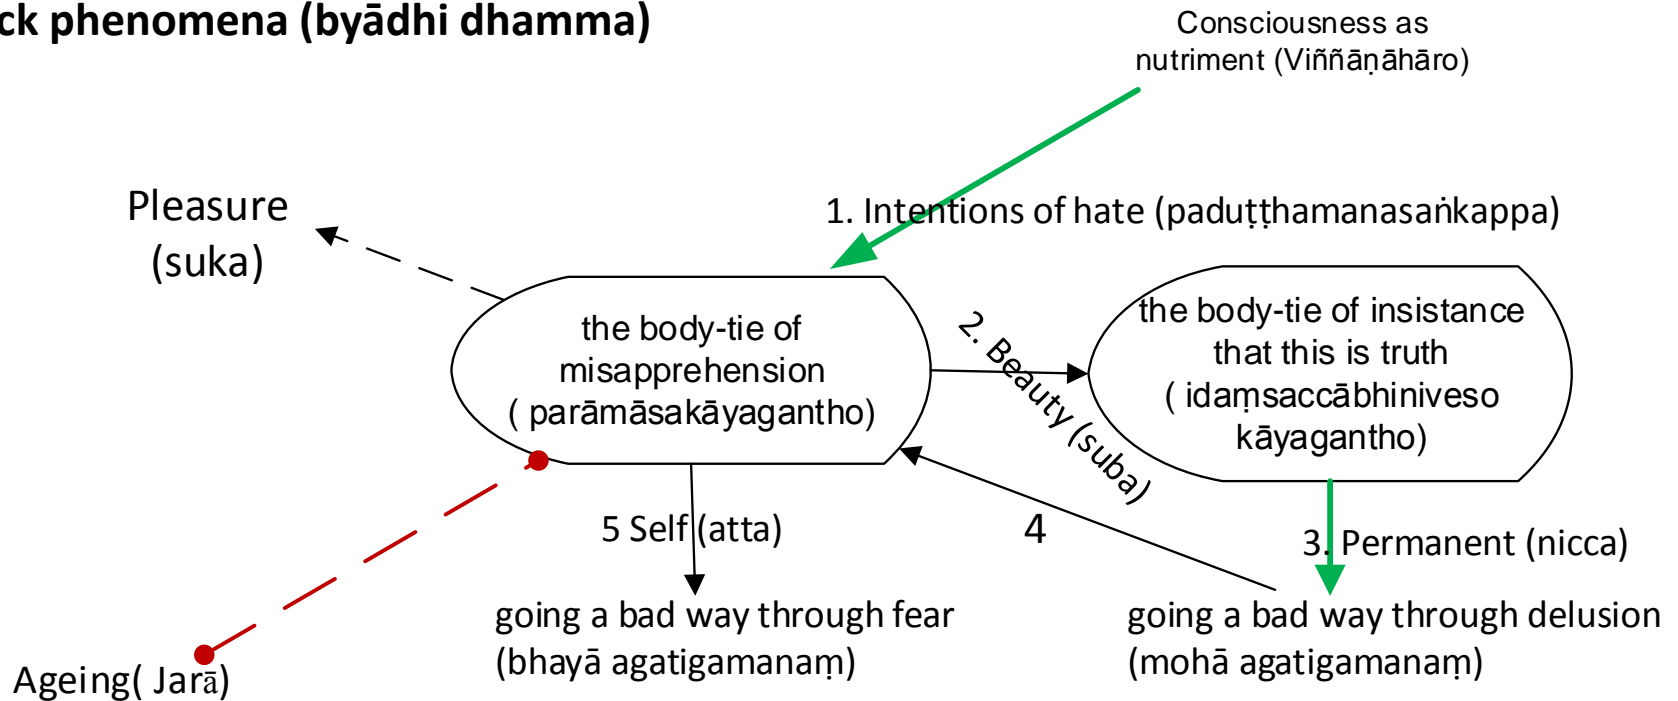 ck phenomena (byādhi dhamma)
Consciousness as
nutriment (Viññāṇāhāro)
Pleasure
(suka)
1. Intentions of hate (paduṭṭhamanasaṅkappa)
the body-tie of
misapprehension
( parāmāsakāyagantho)
2. Beauty (suba)
the body-tie of insistance
that this is truth
( idaṃsaccābhiniveso
kāyagantho)
5 Self (atta)
4
3. Permanent (nicca)
going a bad way through fear
(bhayā agatigamanaṃ)
going a bad way through delusion
(mohā agatigamanaṃ)
Ageing( Jarā)